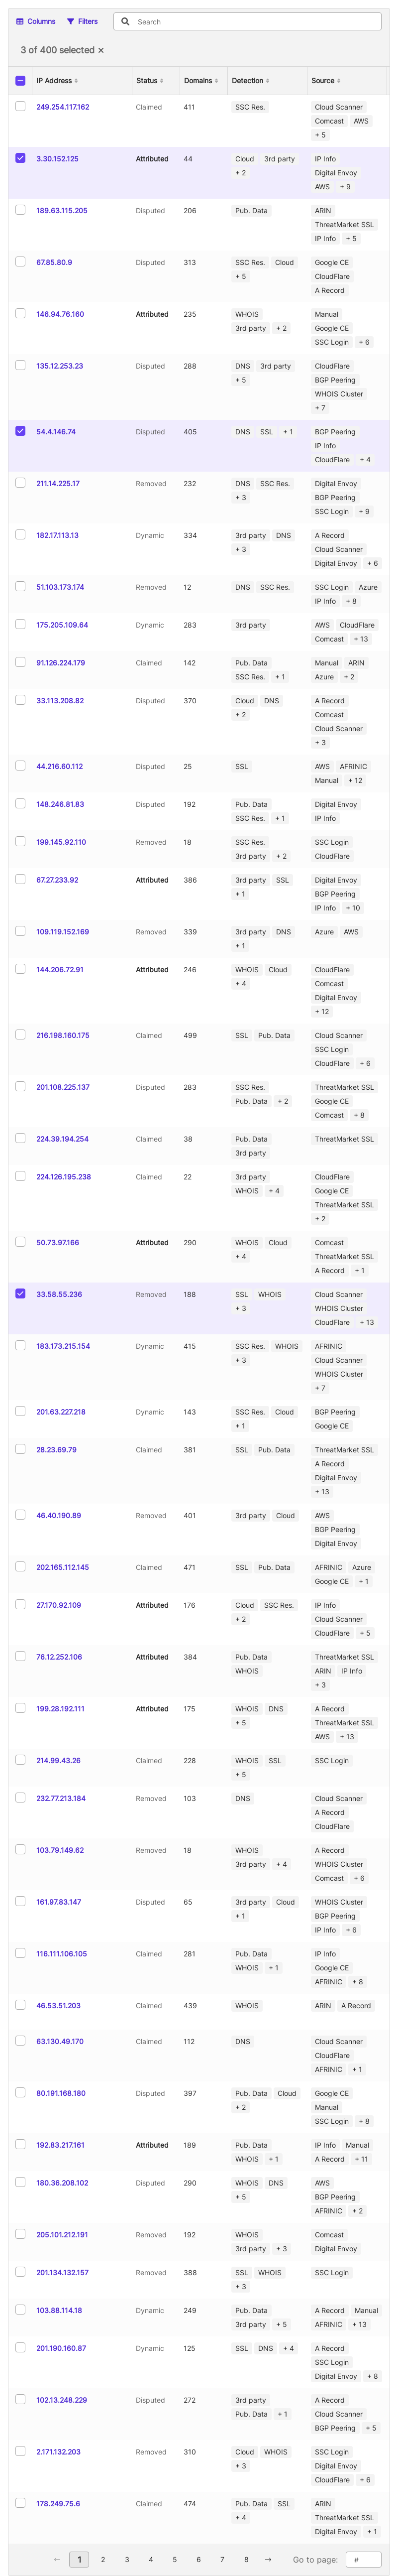 Columns Filters Search
3 of 400 selected ×
IP Address Status Domains Detection Source
249.254.117.162 Claimed 411 SSC Res. Cloud Scanner
Comcast AWS
+ 5
3.30.152.125 Attributed 44 Cloud 3rd party IP Info
+ 2 Digital Envoy
AWS + 9
189.63.115.205 Disputed 206 Pub. Data ARIN
ThreatMarket SSL
IP Info + 5
67.85.80.9 Disputed 313 SSC Res. Cloud Google CE
+ 5 CloudFlare
A Record
146.94.76.160 Attributed 235 WHOIS Manual
3rd party + 2 Google CE
SSC Login + 6
135.12.253.23 Disputed 288 DNS 3rd party CloudFlare
+ 5 BGP Peering
WHOIS Cluster
+ 7
54.4.146.74 Disputed 405 DNS SSL + 1 BGP Peering
IP Info
CloudFlare + 4
211.14.225.17 Removed 232 DNS SSC Res. Digital Envoy
+ 3 BGP Peering
SSC Login + 9
182.17.113.13 Dynamic 334 3rd party DNS A Record
+ 3 Cloud Scanner
Digital Envoy + 6
51.103.173.174 Removed 12 DNS SSC Res. SSC Login Azure
IP Info + 8
175.205.109.64 Dynamic 283 3rd party AWS CloudFlare
Comcast + 13
91.126.224.179 Claimed 142 Pub. Data Manual ARIN
SSC Res. + 1 Azure + 2
33.113.208.82 Disputed 370 Cloud DNS A Record
+ 2 Comcast
Cloud Scanner
+ 3
44.216.60.112 Disputed 25 SSL AWS AFRINIC
Manual + 12
148.246.81.83 Disputed 192 Pub. Data Digital Envoy
SSC Res. + 1 IP Info
199.145.92.110 Removed 18 SSC Res. SSC Login
3rd party + 2 CloudFlare
67.27.233.92 Attributed 386 3rd party SSL Digital Envoy
+ 1 BGP Peering
IP Info + 10
109.119.152.169 Removed 339 3rd party DNS Azure AWS
+ 1
144.206.72.91 Attributed 246 WHOIS Cloud CloudFlare
+ 4 Comcast
Digital Envoy
+ 12
216.198.160.175 Claimed 499 SSL Pub. Data Cloud Scanner
SSC Login
CloudFlare + 6
201.108.225.137 Disputed 283 SSC Res. ThreatMarket SSL
Pub. Data + 2 Google CE
Comcast + 8
224.39.194.254 Claimed 38 Pub. Data ThreatMarket SSL
3rd party
224.126.195.238 Claimed 22 3rd party CloudFlare
WHOIS + 4 Google CE
ThreatMarket SSL
+ 2
50.73.97.166 Attributed 290 WHOIS Cloud Comcast
+ 4 ThreatMarket SSL
A Record + 1
33.58.55.236 Removed 188 SSL WHOIS Cloud Scanner
+ 3 WHOIS Cluster
CloudFlare + 13
183.173.215.154 Dynamic 415 SSC Res. WHOIS AFRINIC
+ 3 Cloud Scanner
WHOIS Cluster
+ 7
201.63.227.218 Dynamic 143 SSC Res. Cloud BGP Peering
+ 1 Google CE
28.23.69.79 Claimed 381 SSL Pub. Data ThreatMarket SSL
A Record
Digital Envoy
+ 13
46.40.190.89 Removed 401 3rd party Cloud AWS
BGP Peering
Digital Envoy
202.165.112.145 Claimed 471 SSL Pub. Data AFRINIC Azure
Google CE + 1
27.170.92.109 Attributed 176 Cloud SSC Res. IP Info
+ 2 Cloud Scanner
CloudFlare + 5
76.12.252.106 Attributed 384 Pub. Data ThreatMarket SSL
WHOIS ARIN IP Info
+ 3
199.28.192.111 Attributed 175 WHOIS DNS A Record
+ 5 ThreatMarket SSL
AWS + 13
214.99.43.26 Claimed 228 WHOIS SSL SSC Login
+ 5
232.77.213.184 Removed 103 DNS Cloud Scanner
A Record
CloudFlare
103.79.149.62 Removed 18 WHOIS A Record
3rd party + 4 WHOIS Cluster
Comcast + 6
161.97.83.147 Disputed 65 3rd party Cloud WHOIS Cluster
+ 1 BGP Peering
IP Info + 6
116.111.106.105 Claimed 281 Pub. Data IP Info
WHOIS + 1 Google CE
AFRINIC + 8
46.53.51.203 Claimed 439 WHOIS ARIN A Record
63.130.49.170 Claimed 112 DNS Cloud Scanner
CloudFlare
AFRINIC + 1
80.191.168.180 Disputed 397 Pub. Data Cloud Google CE
+ 2 Manual
SSC Login + 8
192.83.217.161 Attributed 189 Pub. Data IP Info Manual
WHOIS + 1 A Record + 11
180.36.208.102 Disputed 290 WHOIS DNS AWS
+ 5 BGP Peering
AFRINIC + 2
205.101.212.191 Removed 192 WHOIS Comcast
3rd party + 3 Digital Envoy
201.134.132.157 Removed 388 SSL WHOIS SSC Login
+ 3
103.88.114.18 Dynamic 249 Pub. Data A Record Manual
3rd party + 5 AFRINIC + 13
201.190.160.87 Dynamic 125 SSL DNS + 4 A Record
SSC Login
Digital Envoy + 8
102.13.248.229 Disputed 272 3rd party A Record
Pub. Data + 1 Cloud Scanner
BGP Peering + 5
2.171.132.203 Removed 310 Cloud WHOIS SSC Login
+ 3 Digital Envoy
CloudFlare + 6
178.249.75.6 Claimed 474 Pub. Data SSL ARIN
+ 4 ThreatMarket SSL
Digital Envoy + 1
← 1 2 3 4 5 6 7 8 → Go to page: #